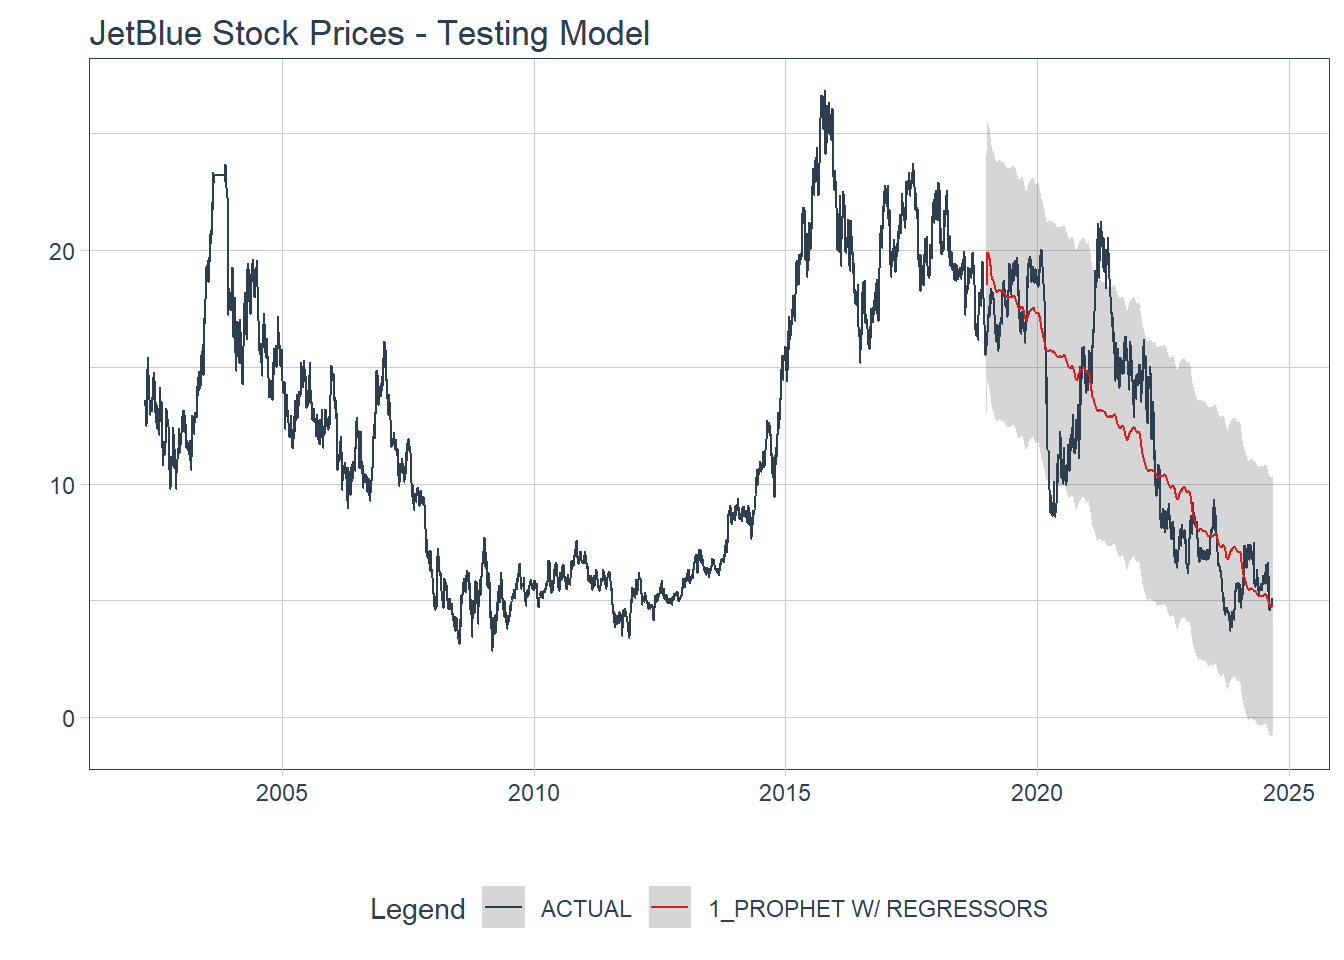 JetBlue Stock Prices - Testing Model
20
10
0
2005 2010 2015 2020 2025
Legend ACTUAL 1_PROPHET W/ REGRESSORS